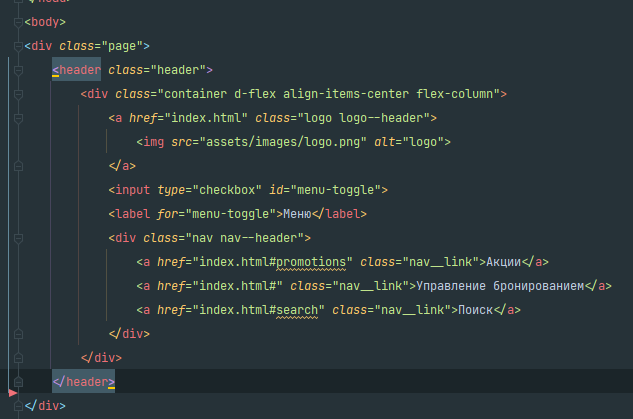 <body>
<div class="page">
<header class="header">
<div class="container d-flex align-items-center flex-column">
<a href="index.html" class="logo logo--header">
<img src="assets/images/logo.png" alt="logo">
</a>
<input type="checkbox" id="menu-toggle">
<label for="menu-toggle">Меню</label>
<div class="nav nav--header">
<a href="index.html#promotions" class="nav__link">Акции</a>
<a href="index.html#" class="nav__link">Управление бронированием</a>
<a href="index.html#search" class="nav__link">Поиск</a>
</div>
</div>
</header>
</div>